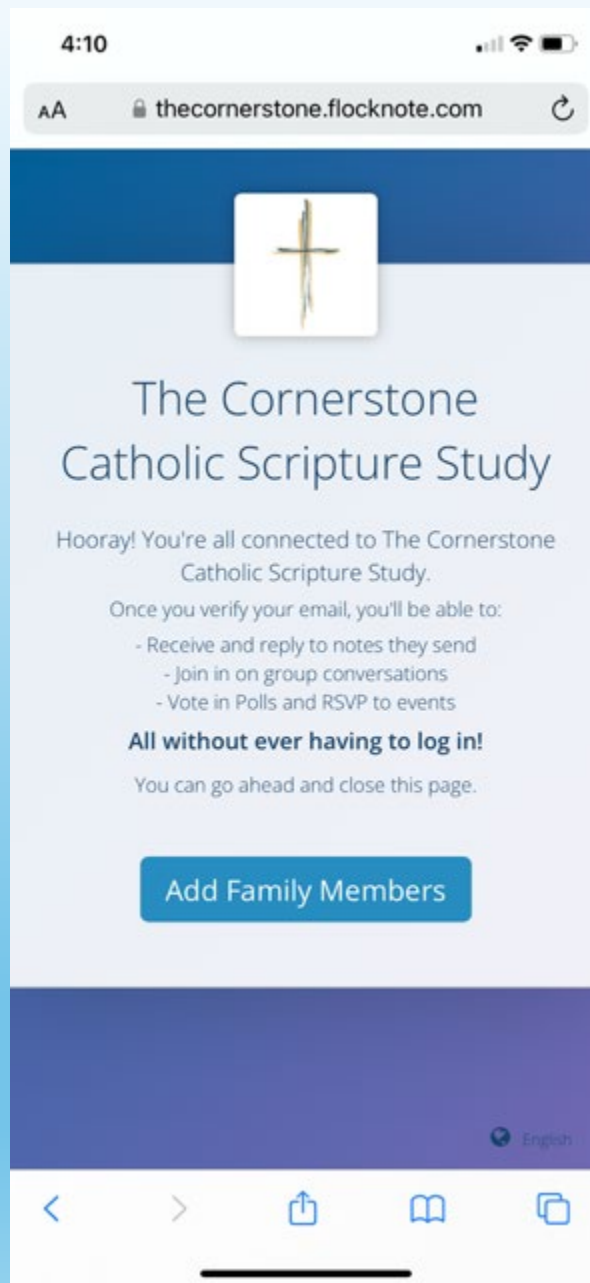 4:10
AA thecornerstone.flocknote.com
The Cornerstone
Catholic Scripture Study
Hooray! You're all connected to The Cornerstone
Catholic Scripture Study.
Once you verify your email, you'll be able to:
- Receive and reply to notes they send
- Join in on group conversations
- Vote in Polls and RSVP to events
All without ever having to log in!
You can go ahead and close this page.
Add Family Members
English